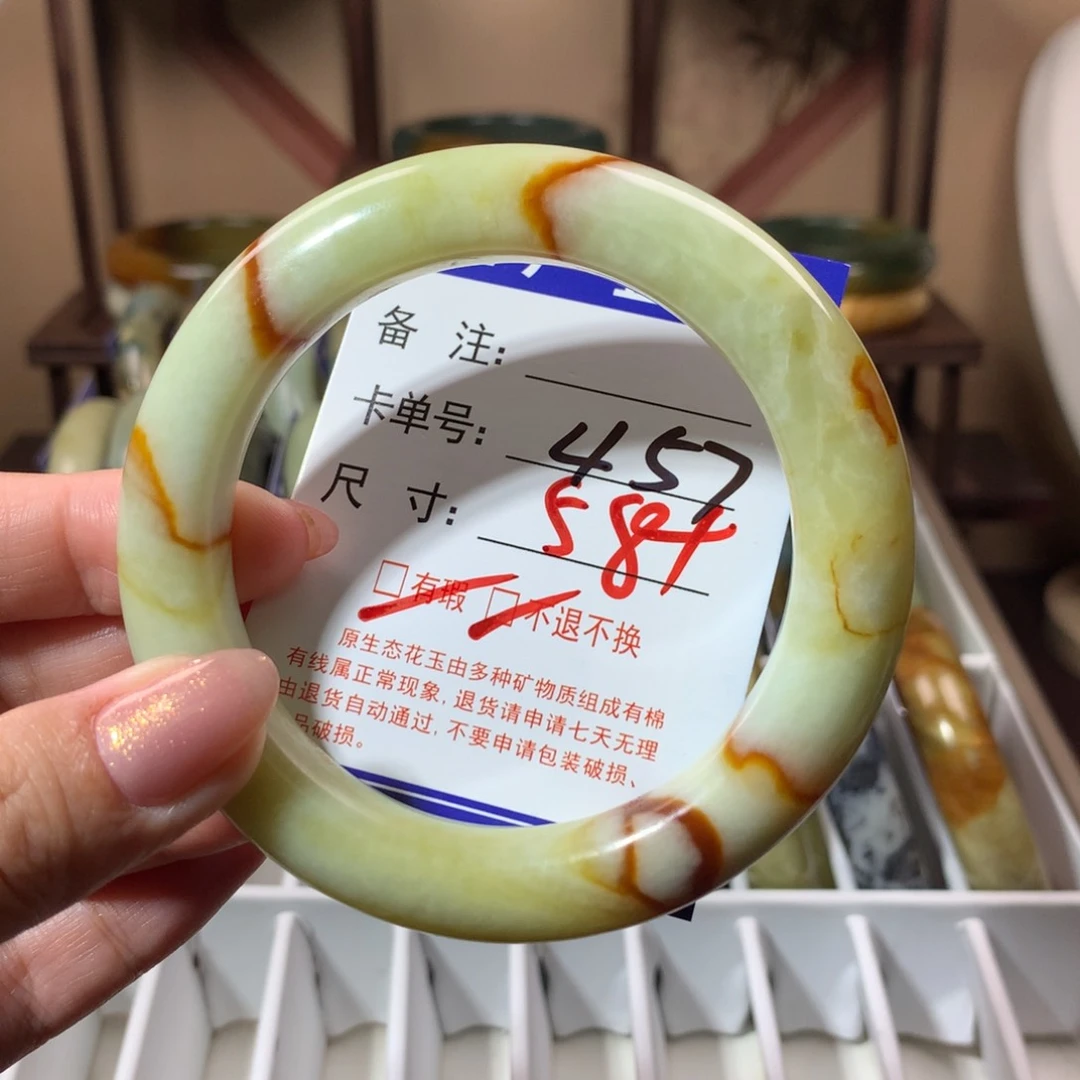 备 注:
卡单号: 457
尺 寸: 584
□有瑕 □不退不换
原生态花玉由多种矿物质组成有棉
有线属正常现象, 退货请申请七天无理
由退货自动通过, 不要申请包装破损、
品破损。